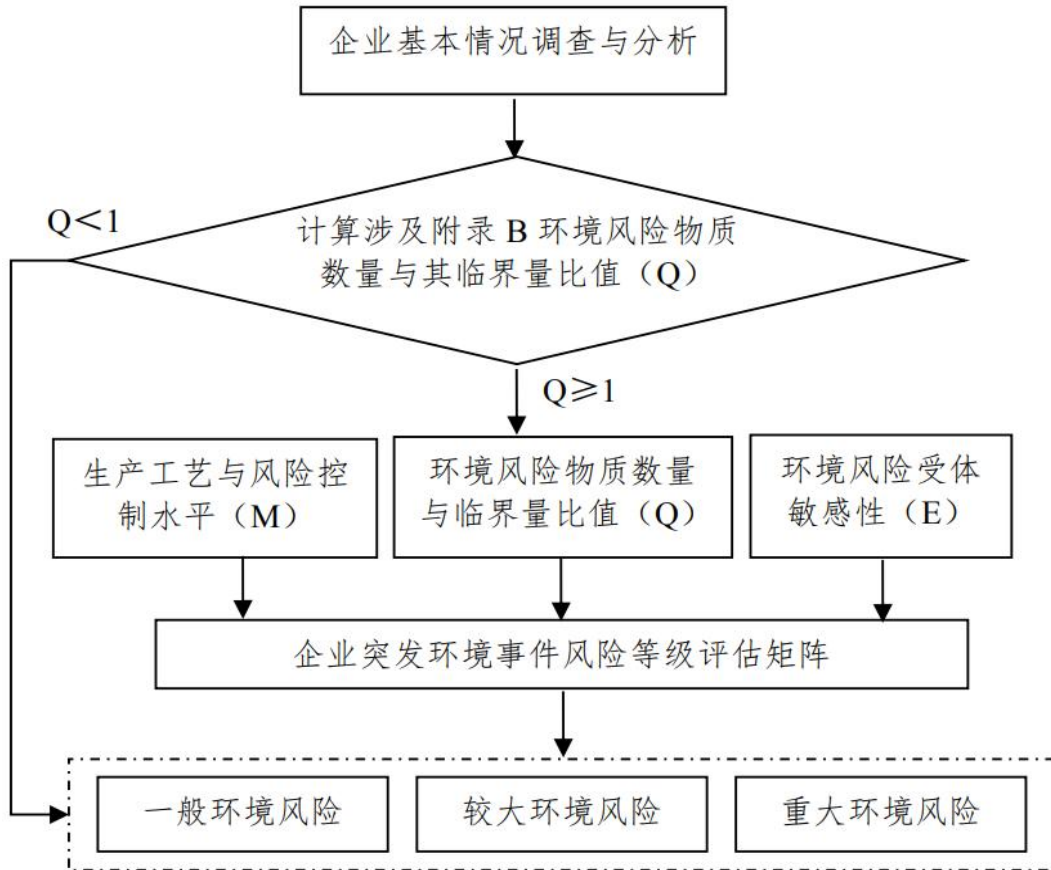 企业基本情况调查与分析
Q＜1
计算涉及附录 B 环境风险物质
数量与其临界量比值（Q）
Q≥1
生产工艺与风险控
制水平（M）
环境风险物质数量
与临界量比值（Q）
环境风险受体
敏感性（E）
企业突发环境事件风险等级评估矩阵
一般环境风险
较大环境风险
重大环境风险